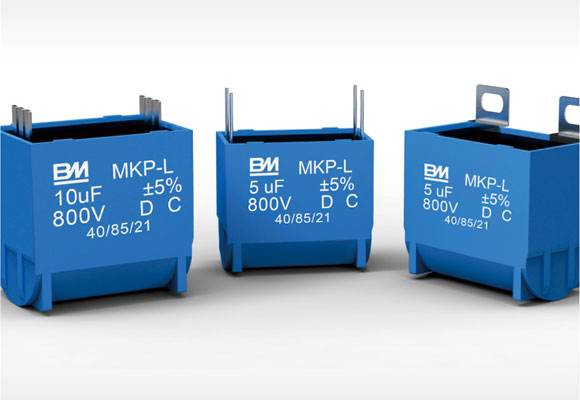 BM MKP-L
10uF ±5%
800V D C
40/85/21
BM MKP-L
5 uF ±5%
800V D C
40/85/21
BM MKP-L
5 uF ±5%
800V D C
40/85/21